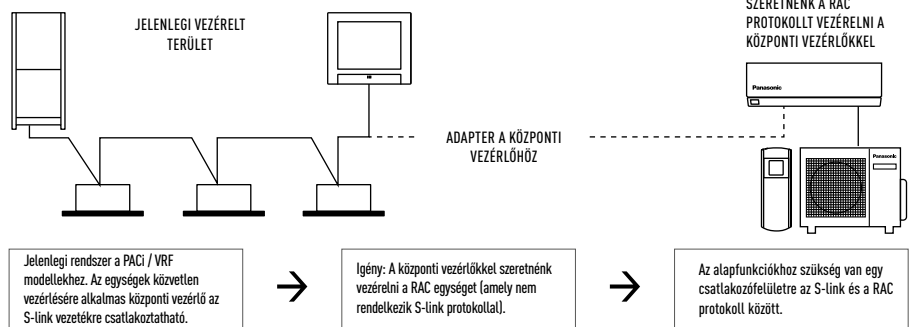 JELENLEGI VEZÉRELT
TERÜLET
SZERETNÉNK A RAC
PROTOKOLLT VEZÉRELNI A
KÖZPONTI VEZÉRLŐKKEL
Panasonic
ADAPTER A KÖZPONTI
VEZÉRLŐHÖZ
Panasonic
Jelenlegi rendszer a PACi / VRF
modellekhez. Az egységek közvetlen
vezérlésére alkalmas központi vezérlő az
S-link vezetékre csatlakoztatható.
Igény: A központi vezérlőkkel szeretnénk
vezérelni a RAC egységet (amely nem
rendelkezik S-link protokollal).
Az alapfunkciókhoz szükség van egy
csatlakozófelületre az S-link és a RAC
protokoll között.